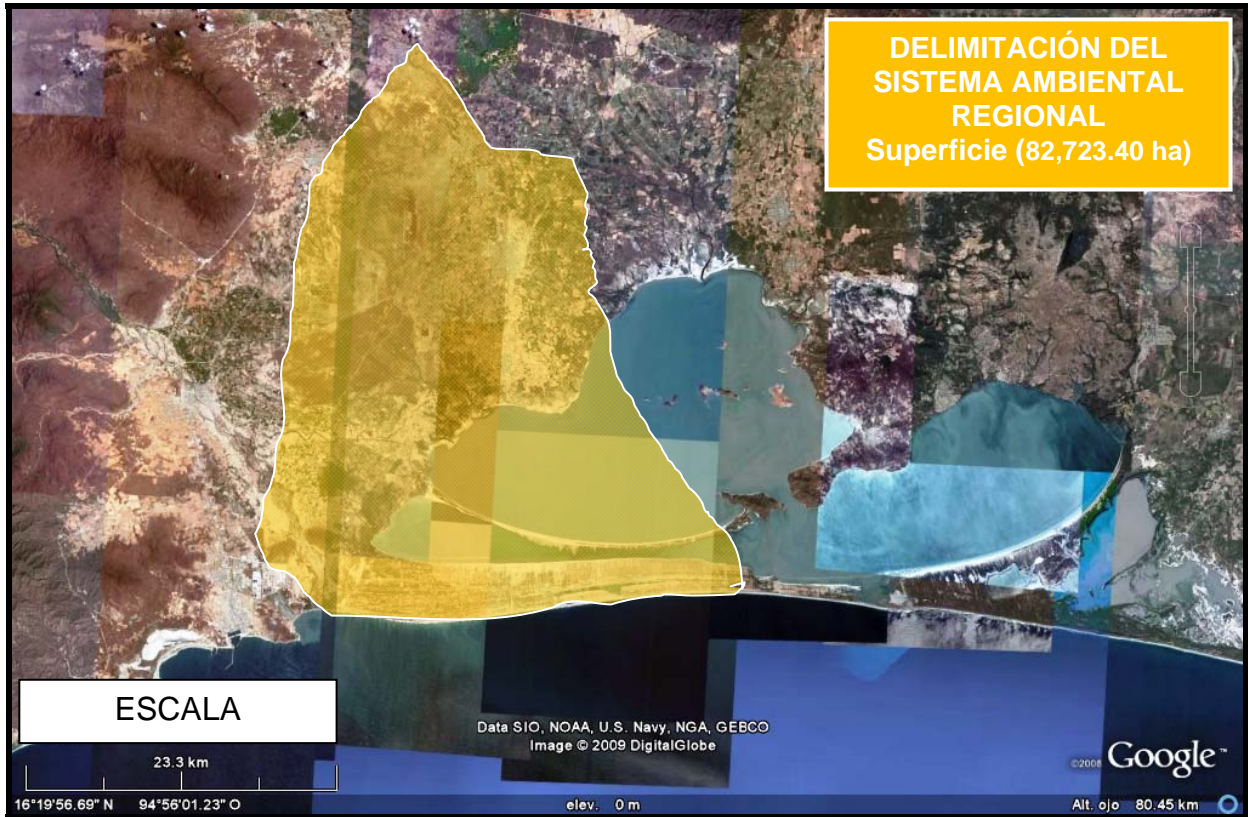 DELIMITACIÓN DEL
SISTEMA AMBIENTAL
REGIONAL
Superficie (82,723.40 ha)
ESCALA
23.3 km
Data SIO, NOAA, U.S. Navy, NGA, GEBCO
Image © 2009 DigitalGlobe
©2008 Google™
16°19'56.69" N 94°56'01.23" O elev. 0 m Alt. ojo 80.45 km